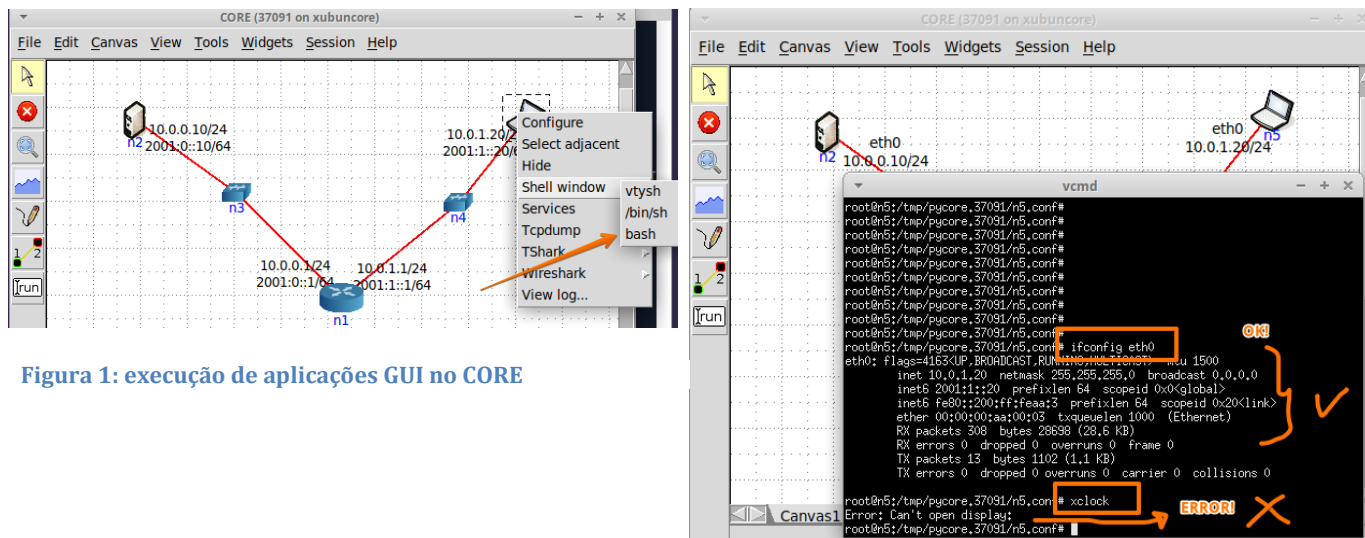 CORE (37091 on xubuncore)
File Edit Canvas View Tools Widgets Session Help
10.0.0.10/24
n2 2001:0::10/64
10.0.1.20/2
2001:1::20/6
n3
n4
10.0.0.1/24
10.0.1.1/24
2001:0::1/64
2001:1::1/64
n1
1 2
run
Configure
Select adjacent
Hide
Shell window
Services
Tcpdump
TShark
Wireshark
View log...
vtysh
/bin/sh
bash
Figura 1: execução de aplicações GUI no CORE
CORE (37091 on xubuncore)
File Edit Canvas View Tools Widgets Session Help
eth0
n2 10.0.0.10/24
eth0
n5
10.0.1.20/24
1 2
run
Canvas1
vcmd
root@n5:/tmp/pycore.37091/n5.conf#
root@n5:/tmp/pycore.37091/n5.conf#
root@n5:/tmp/pycore.37091/n5.conf#
root@n5:/tmp/pycore.37091/n5.conf#
root@n5:/tmp/pycore.37091/n5.conf#
root@n5:/tmp/pycore.37091/n5.conf#
root@n5:/tmp/pycore.37091/n5.conf#
root@n5:/tmp/pycore.37091/n5.conf#
root@n5:/tmp/pycore.37091/n5.conf#
root@n5:/tmp/pycore.37091/n5.conf#
root@n5:/tmp/pycore.37091/n5.conf# ifconfig eth0
OK!
eth0: flags=4163<UP,BROADCAST,RUNNING,MULTICAST> mtu 1500
inet 10.0.1.20 netmask 255.255.255.0 broadcast 0.0.0.0
inet6 2001:1::20 prefixlen 64 scopeid 0x0<global>
inet6 fe80::200:ff:feaa:3 prefixlen 64 scopeid 0x20<link>
ether 00:00:00:aa:00:03 txqueuelen 1000 (Ethernet)
RX packets 308 bytes 28698 (28.6 KB)
RX errors 0 dropped 0 overruns 0 frame 0
TX packets 13 bytes 1102 (1.1 KB)
TX errors 0 dropped 0 overruns 0 carrier 0 collisions 0
root@n5:/tmp/pycore.37091/n5.conf# xclock
Error: Can't open display:
ERROR!
root@n5:/tmp/pycore.37091/n5.conf#